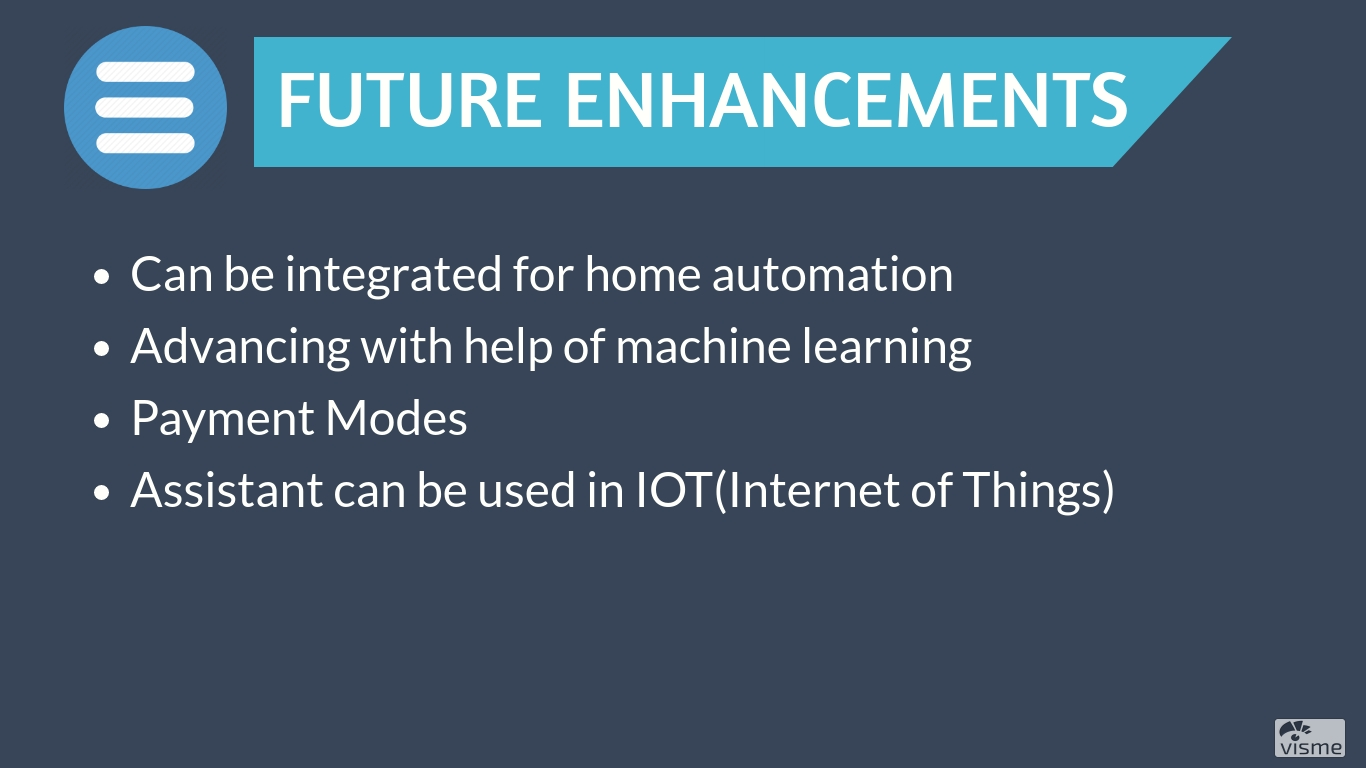 FUTURE ENHANCEMENTS
• Can be integrated for home automation
• Advancing with help of machine learning
• Payment Modes
• Assistant can be used in IOT(Internet of Things)
visme